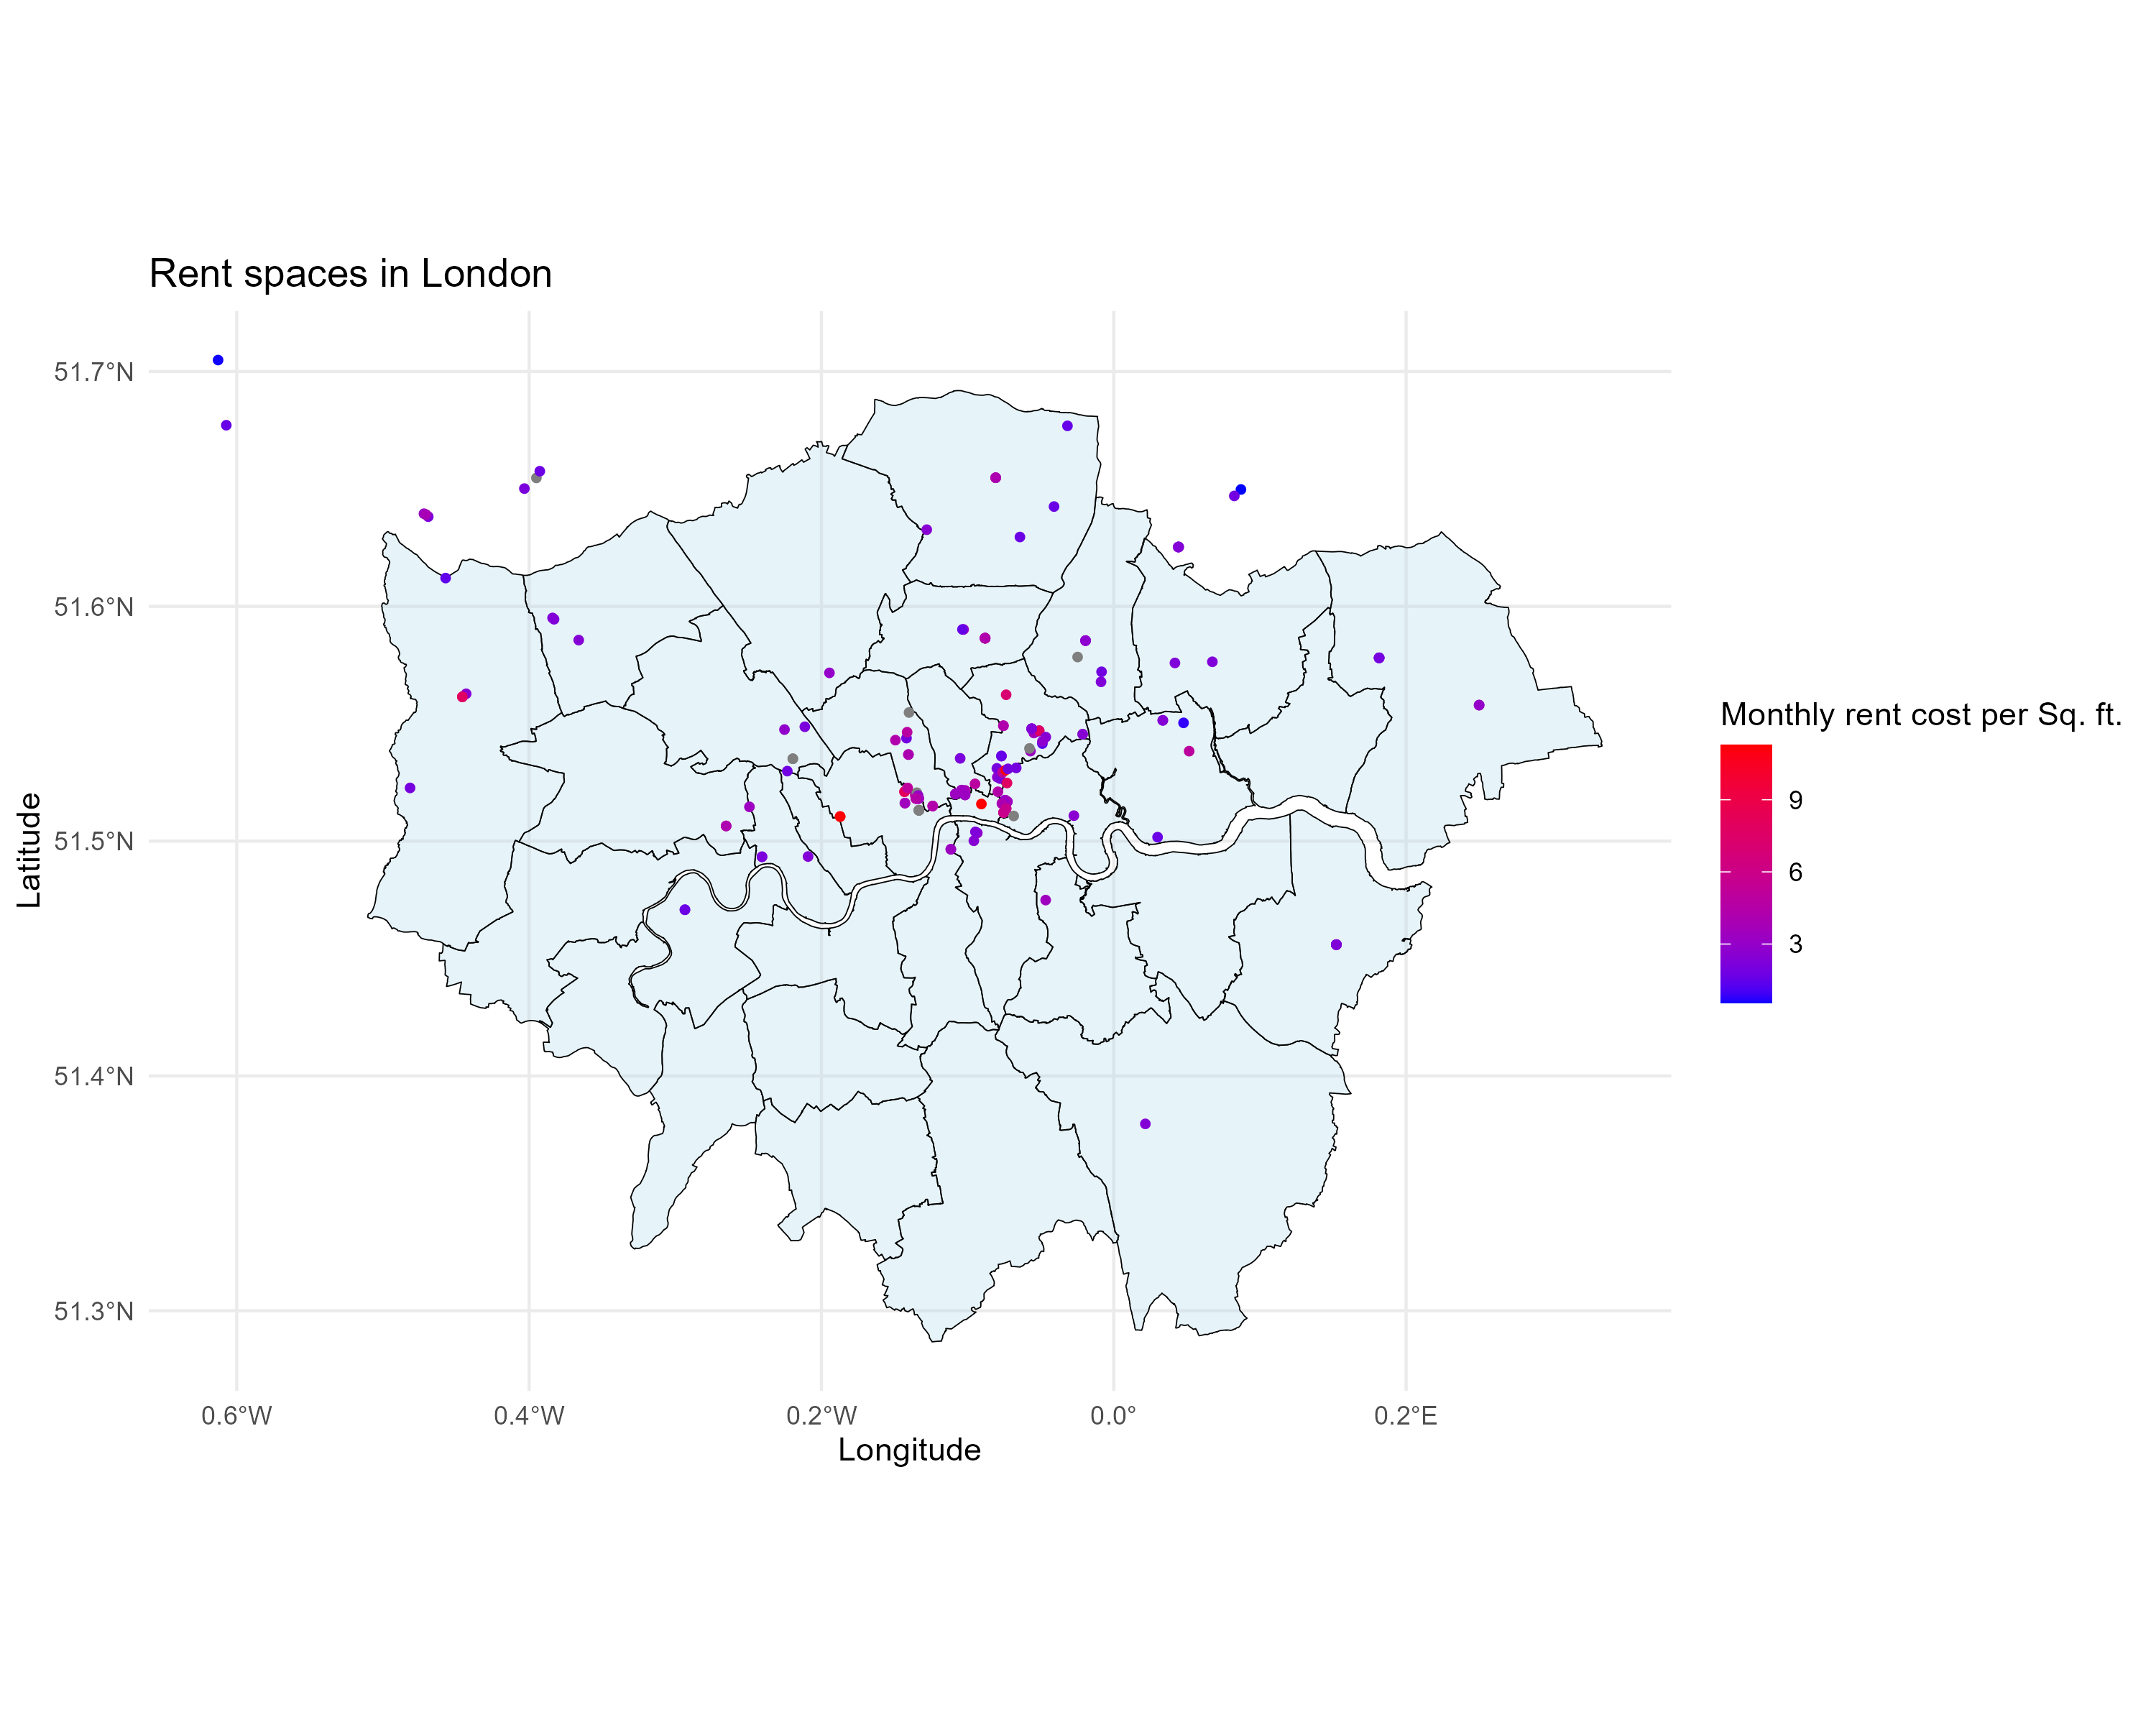 Rent spaces in London
51.7°N
51.6°N
51.5°N
51.4°N
51.3°N
Latitude
0.6°W
0.4°W
0.2°W
0.0°
0.2°E
Longitude
Monthly rent cost per Sq. ft.
9
6
3